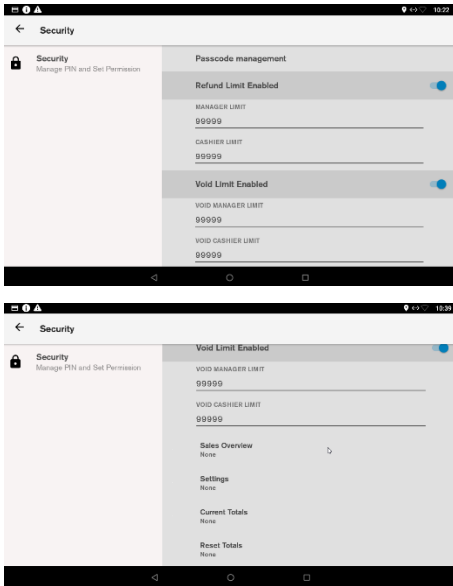 10:22
Security
Security
Manage PIN and Set Permission
Passcode management
Refund Limit Enabled
MANAGER LIMIT
99999
CASHIER LIMIT
99999
Void Limit Enabled
VOID MANAGER LIMIT
99999
VOID CASHIER LIMIT
99999
10:39
Security
Security
Manage PIN and Set Permission
Void Limit Enabled
VOID MANAGER LIMIT
99999
VOID CASHIER LIMIT
99999
Sales Overview
None
Settings
None
Current Totals
None
Reset Totals
None